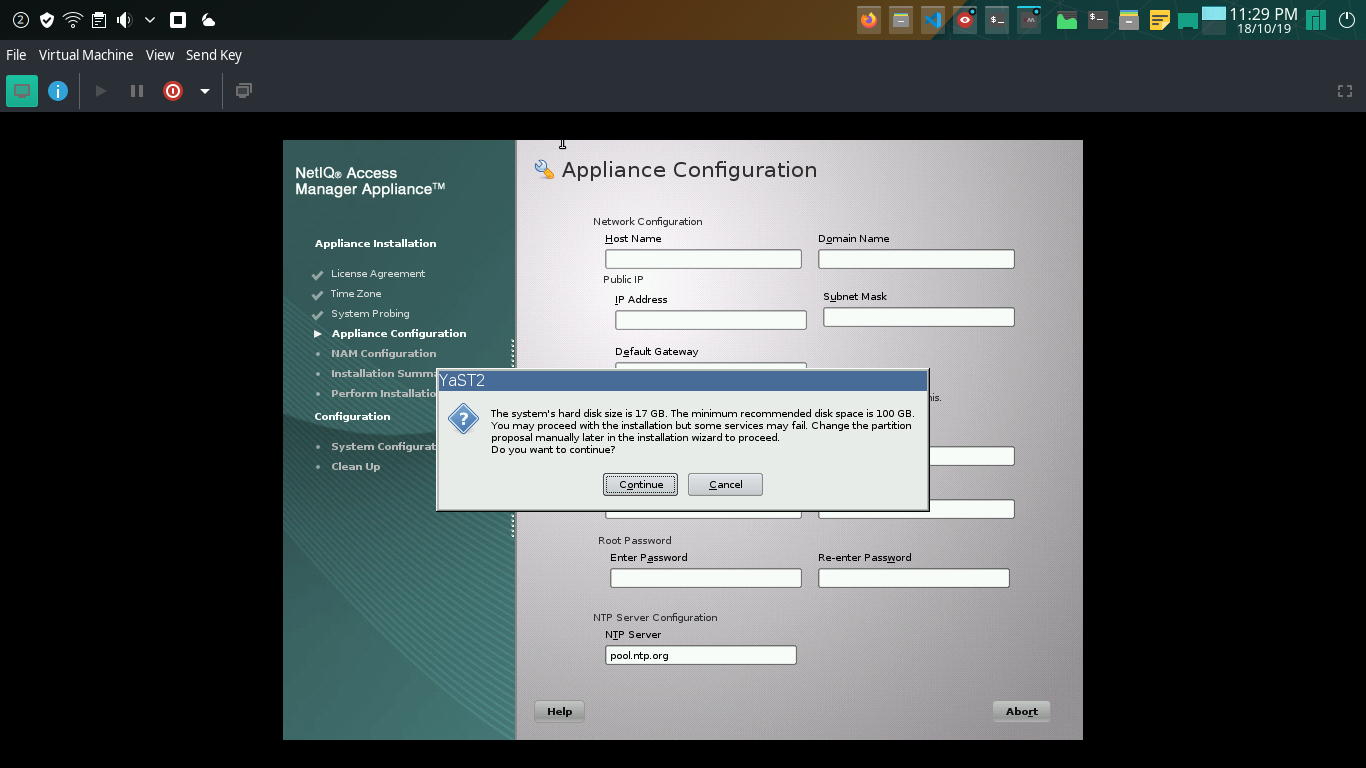 2
11:29 PM
18/10/19
File Virtual Machine View Send Key
NetIQ® Access
Manager Appliance™
Appliance Installation
License Agreement
Time Zone
System Probing
Appliance Configuration
NAM Configuration
Installation Summa
Perform Installatio
Configuration
System Configurat
Clean Up
Appliance Configuration
Network Configuration
Host Name Domain Name
Public IP
IP Address Subnet Mask
Default Gateway
his.
YaST2
The system's hard disk size is 17 GB. The minimum recommended disk space is 100 GB.
You may proceed with the installation but some services may fail. Change the partition
proposal manually later in the installation wizard to proceed.
Do you want to continue?
Continue Cancel
Root Password
Enter Password Re-enter Password
NTP Server Configuration
NTP Server
pool.ntp.org
Help Abort